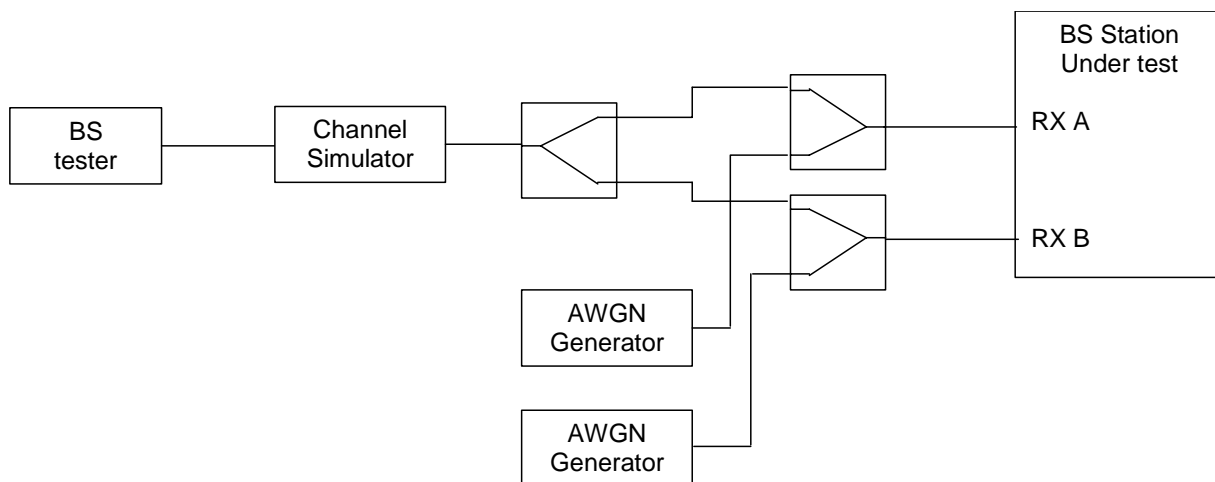 BS Station
Under test
BS
tester
Channel
Simulator
RX A
RX B
AWGN
Generator
AWGN
Generator